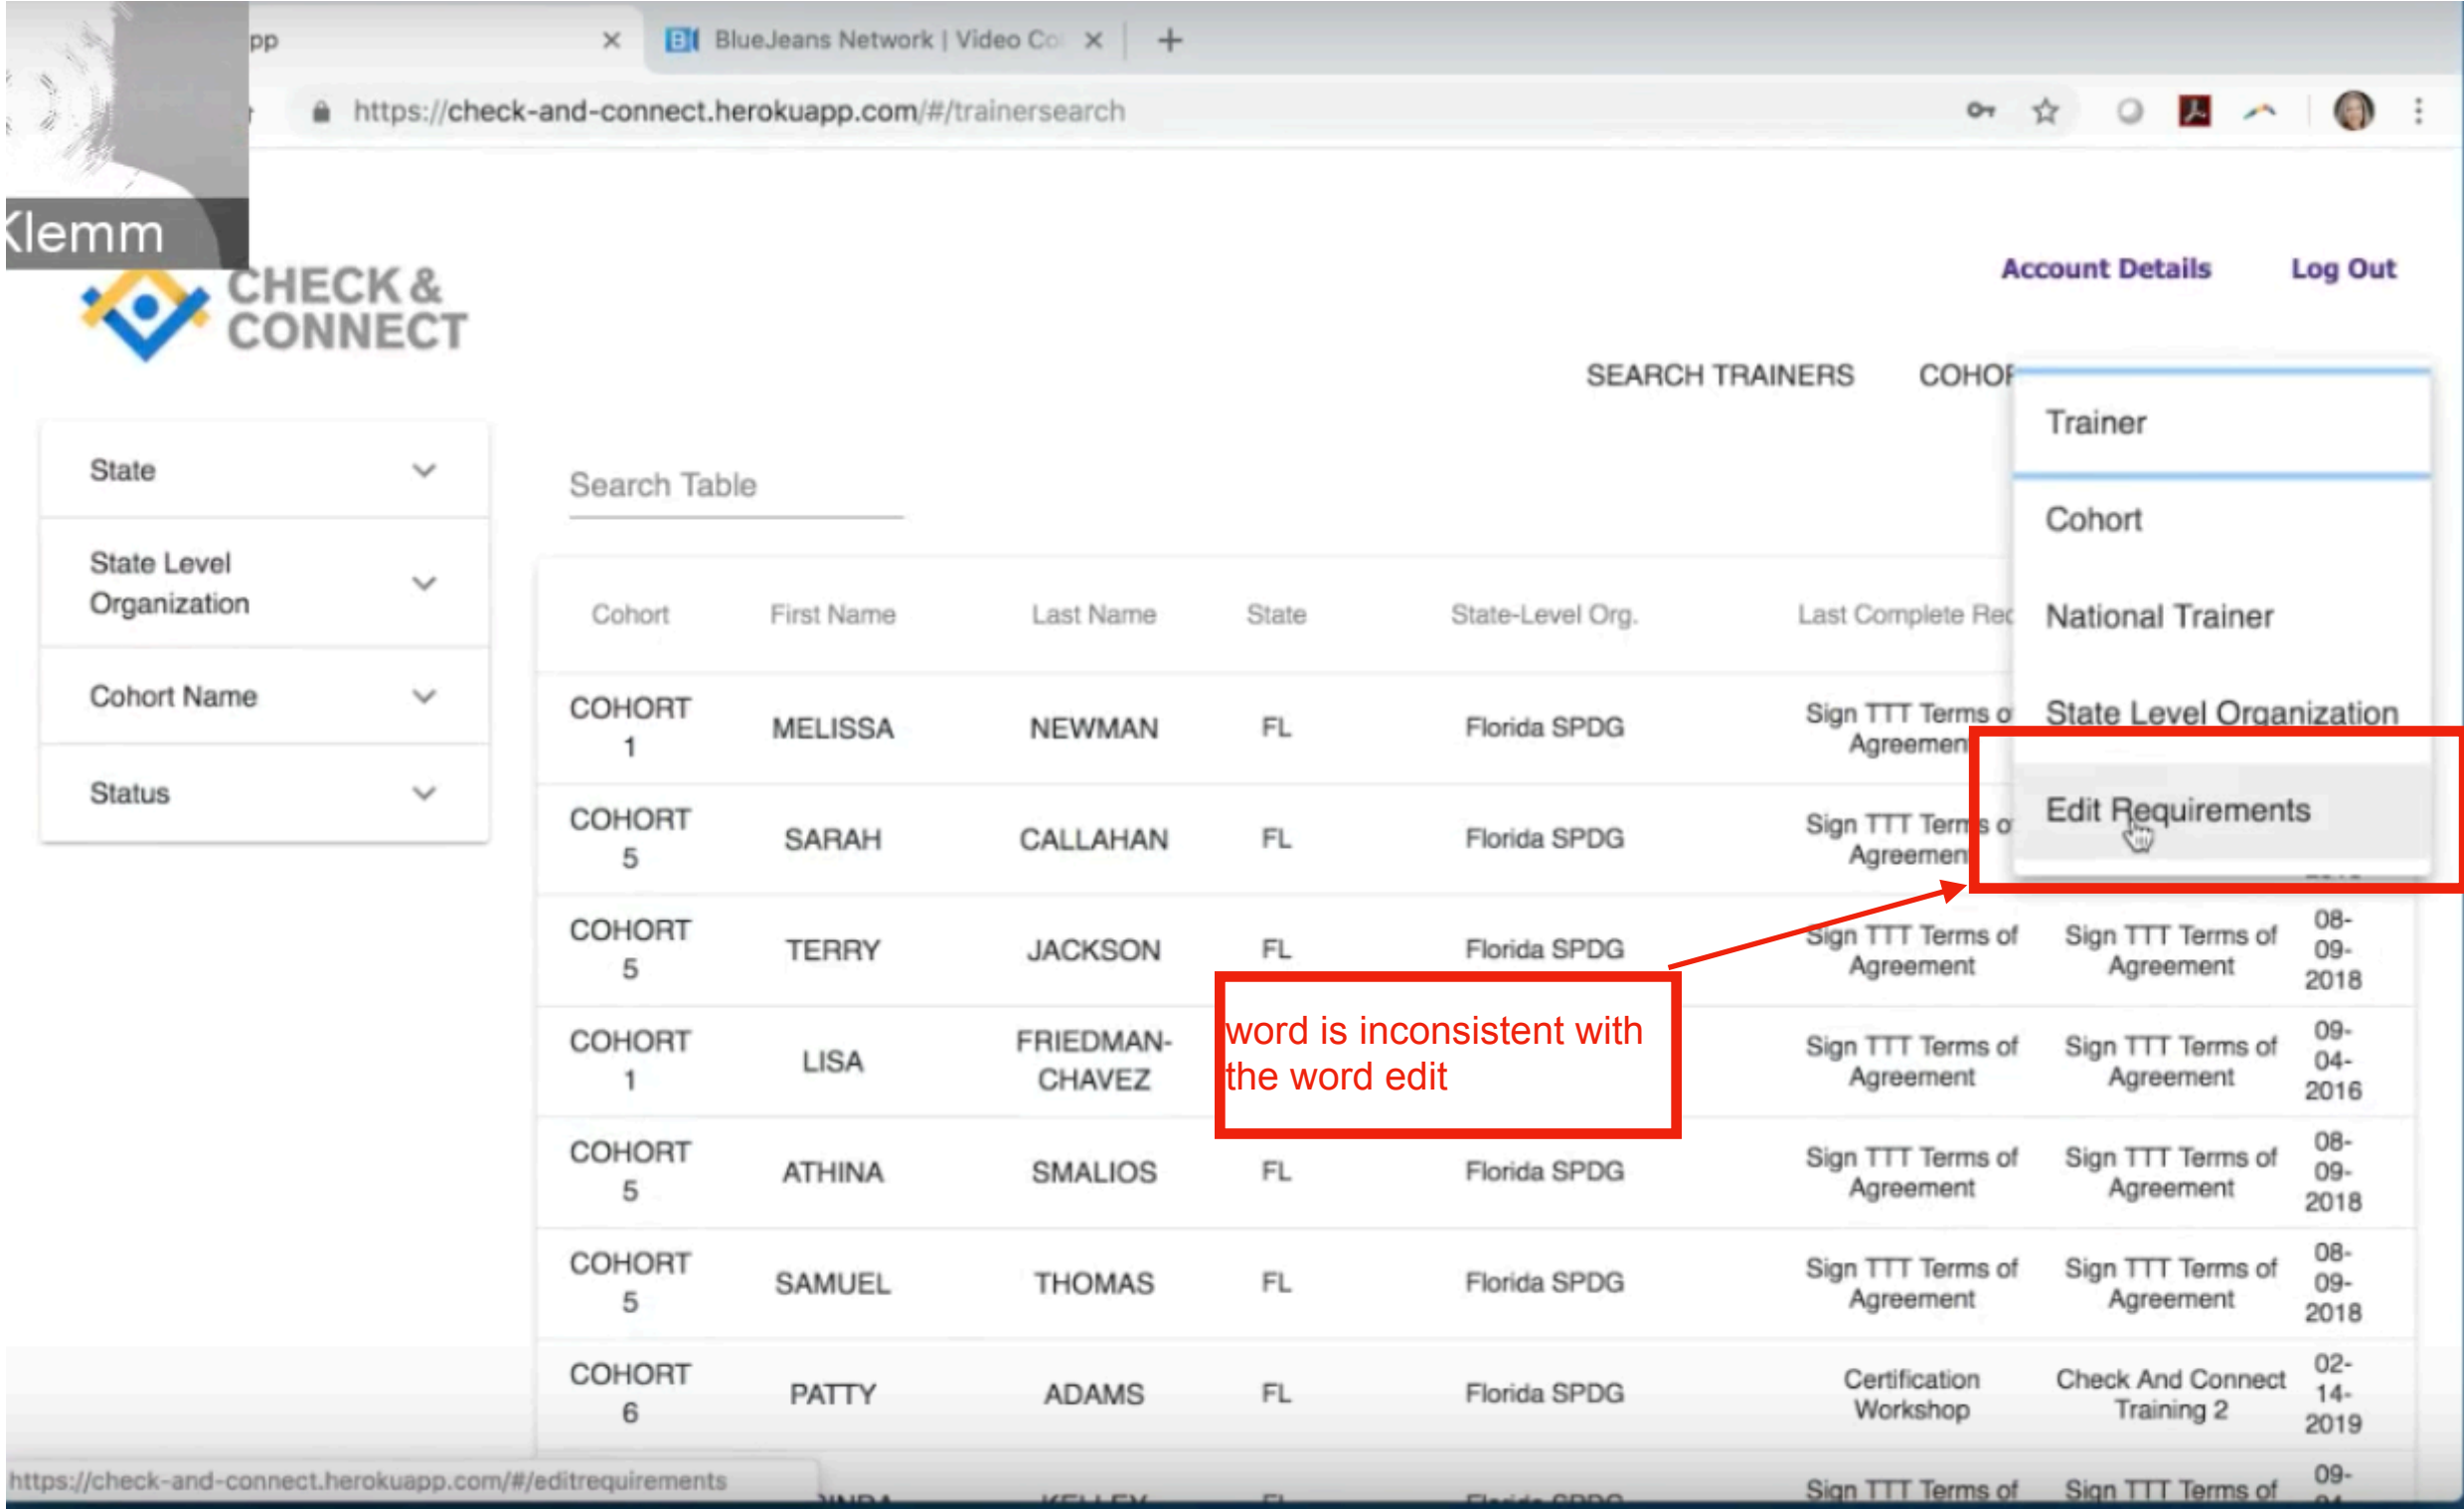 pp
BlueJeans Network | Video Co
https://check-and-connect.herokuapp.com/#/trainersearch
Klemm
CHECK &
CONNECT
Account Details
Log Out
SEARCH TRAINERS
COHOR
Trainer
Cohort
National Trainer
State Level Organization
Edit Requirements
State
State Level
Organization
Cohort Name
Status
Search Table
Cohort First Name Last Name State State-Level Org. Last Complete Req
COHORT
1
MELISSA NEWMAN FL Florida SPDG
Sign TTT Terms o
Agreemen
COHORT
5
SARAH CALLAHAN FL Florida SPDG
Sign TTT Terms o
Agreemen
COHORT
5
TERRY JACKSON FL Florida SPDG
Sign TTT Terms of
Agreement
Sign TTT Terms of
Agreement
08-
09-
2018
word is inconsistent with
the word edit
COHORT
1
LISA
FRIEDMAN-
CHAVEZ
Sign TTT Terms of
Agreement
Sign TTT Terms of
Agreement
09-
04-
2016
COHORT
5
ATHINA SMALIOS FL Florida SPDG
Sign TTT Terms of
Agreement
Sign TTT Terms of
Agreement
08-
09-
2018
COHORT
5
SAMUEL THOMAS FL Florida SPDG
Sign TTT Terms of
Agreement
Sign TTT Terms of
Agreement
08-
09-
2018
COHORT
6
PATTY ADAMS FL Florida SPDG
Certification
Workshop
Check And Connect
Training 2
02-
14-
2019
KELLEY FL Florida SPDG
Sign TTT Terms of
Sign TTT Terms of
09-
https://check-and-connect.herokuapp.com/#/editrequirements